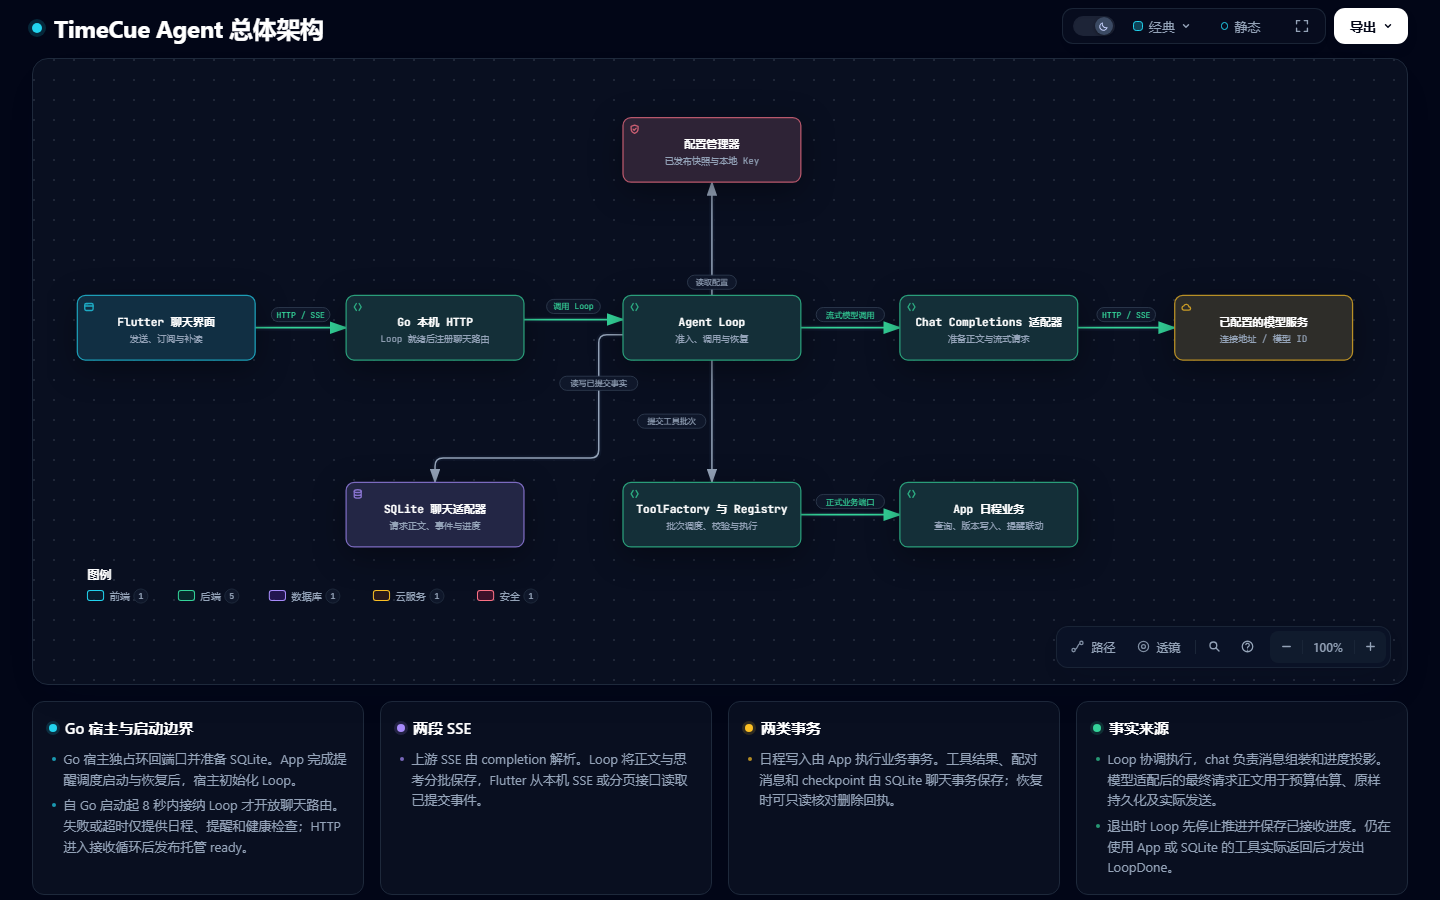 TimeCue Agent 总体架构
经典
静态
导出
配置管理器
已发布快照与本地 Key
读取配置
Flutter 聊天界面
发送、订阅与补读
HTTP / SSE
Go 本机 HTTP
Loop 就绪后注册聊天路由
调用 Loop
Agent Loop
准入、调用与恢复
流式模型调用
Chat Completions 适配器
准备正文与流式请求
HTTP / SSE
已配置的模型服务
连接地址 / 模型 ID
读写已提交事实
提交工具批次
SQLite 聊天适配器
请求正文、事件与进度
ToolFactory 与 Registry
批次调度、校验与执行
正式业务端口
App 日程业务
查询、版本写入、提醒联动
图例
前端 1
后端 5
数据库 1
云服务 1
安全 1
路径
透镜
100%
Go 宿主与启动边界
Go 宿主独占环回端口并准备 SQLite。App 完成提
醒调度启动与恢复后，宿主初始化 Loop。
自 Go 启动起 8 秒内接纳 Loop 才开放聊天路由。
失败或超时仅提供日程、提醒和健康检查；HTTP
进入接收循环后发布托管 ready。
两段 SSE
上游 SSE 由 completion 解析。Loop 将正文与思
考分批保存，Flutter 从本机 SSE 或分页接口读取
已提交事件。
两类事务
日程写入由 App 执行业务事务。工具结果、配对
消息和 checkpoint 由 SQLite 聊天事务保存；恢复
时可只读核对删除回执。
事实来源
Loop 协调执行，chat 负责消息组装和进度投影。
模型适配后的最终请求正文用于预算估算、原样
持久化及实际发送。
退出时 Loop 先停止推进并保存已接收进度。仍在
使用 App 或 SQLite 的工具实际返回后才发出
LoopDone。